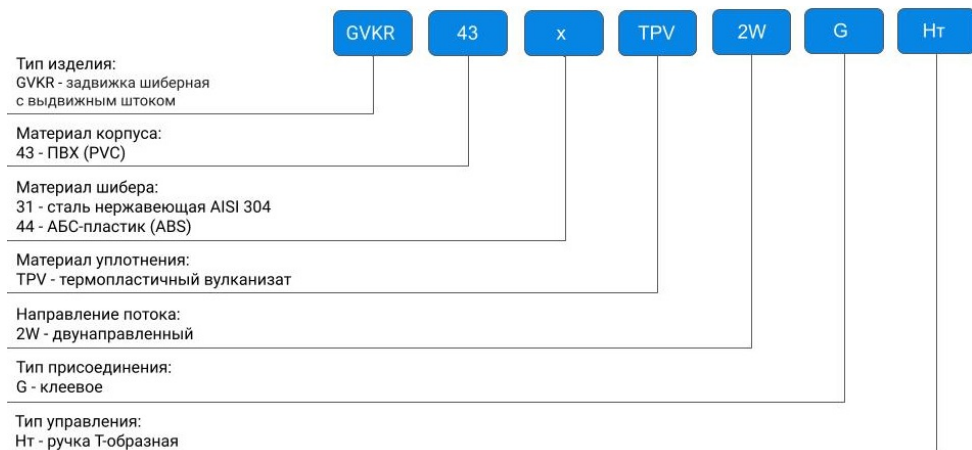 GVKR 43 x TPV 2W G Нт
Тип изделия:
GVKR - задвижка шиберная
с выдвижным штоком
Материал корпуса:
43 - ПВХ (PVC)
Материал шибера:
31 - сталь нержавеющая AISI 304
44 - АБС-пластик (ABS)
Материал уплотнения:
TPV - термопластичный вулканизат
Направление потока:
2W - двунаправленный
Тип присоединения:
G - клеевое
Тип управления:
Нт - ручка Т-образная